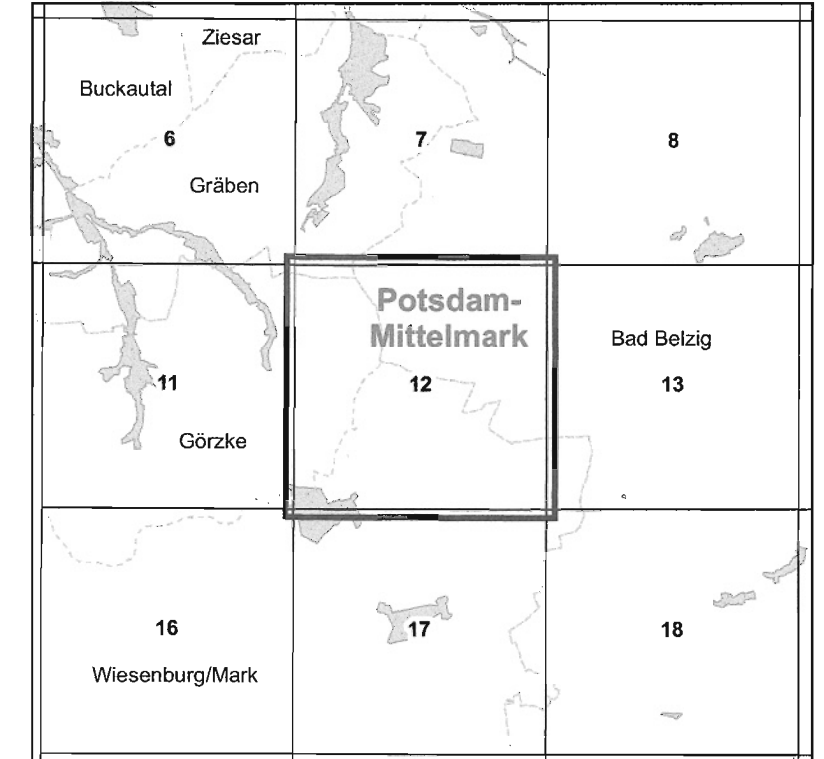 Ziesar
Buckautal
6
7
8
Gräben
Potsdam-
Mittelmark
Bad Belzig
11
12
13
Görzke
16
17
18
Wiesenburg/Mark